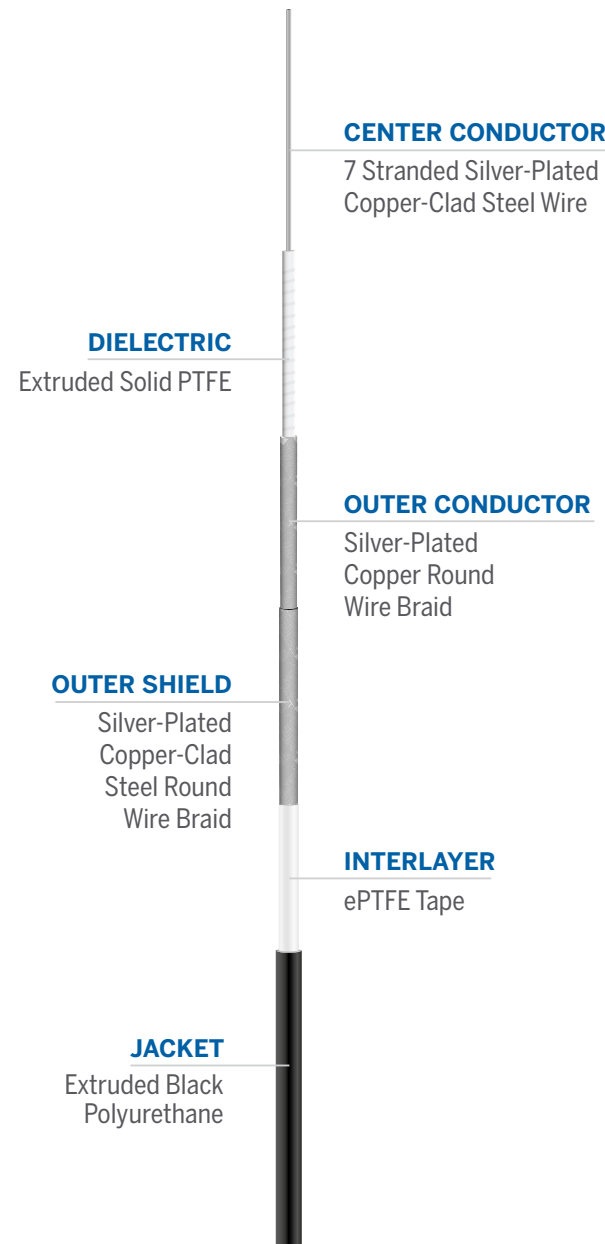 CENTER CONDUCTOR
7 Stranded Silver-Plated
Copper-Clad Steel Wire
DIELECTRIC
Extruded Solid PTFE
OUTER CONDUCTOR
Silver-Plated
Copper Round
Wire Braid
OUTER SHIELD
Silver-Plated
Copper-Clad
Steel Round
Wire Braid
INTERLAYER
ePTFE Tape
JACKET
Extruded Black
Polyurethane